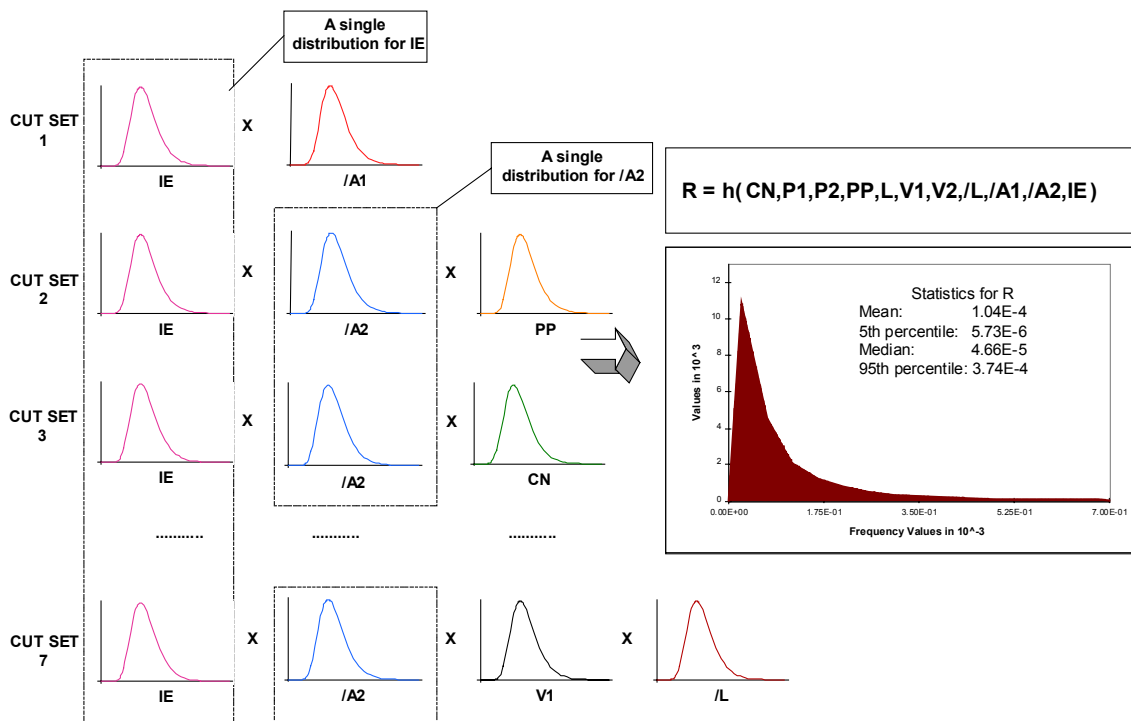 A single
distribution for IE
CUT SET
1
X
IE
/A1
A single
distribution for /A2
R = h( CN,P1,P2,PP,L,V1,V2,/L,/A1,/A2,IE )
CUT SET
2
X
X
IE
/A2
PP
CUT SET
3
X
X
IE
/A2
CN
...........
...........
...........
CUT SET
7
X
X
X
IE
/A2
V1
/L
Statistics for R
Mean: 1.04E-4
5th percentile: 5.73E-6
Median: 4.66E-5
95th percentile: 3.74E-4
Values in 10^ 3
12
10
8
6
4
2
0
0.00E+00 1.75E-01 3.50E-01 5.25E-01 7.00E-01
Frequency Values in 10^-3